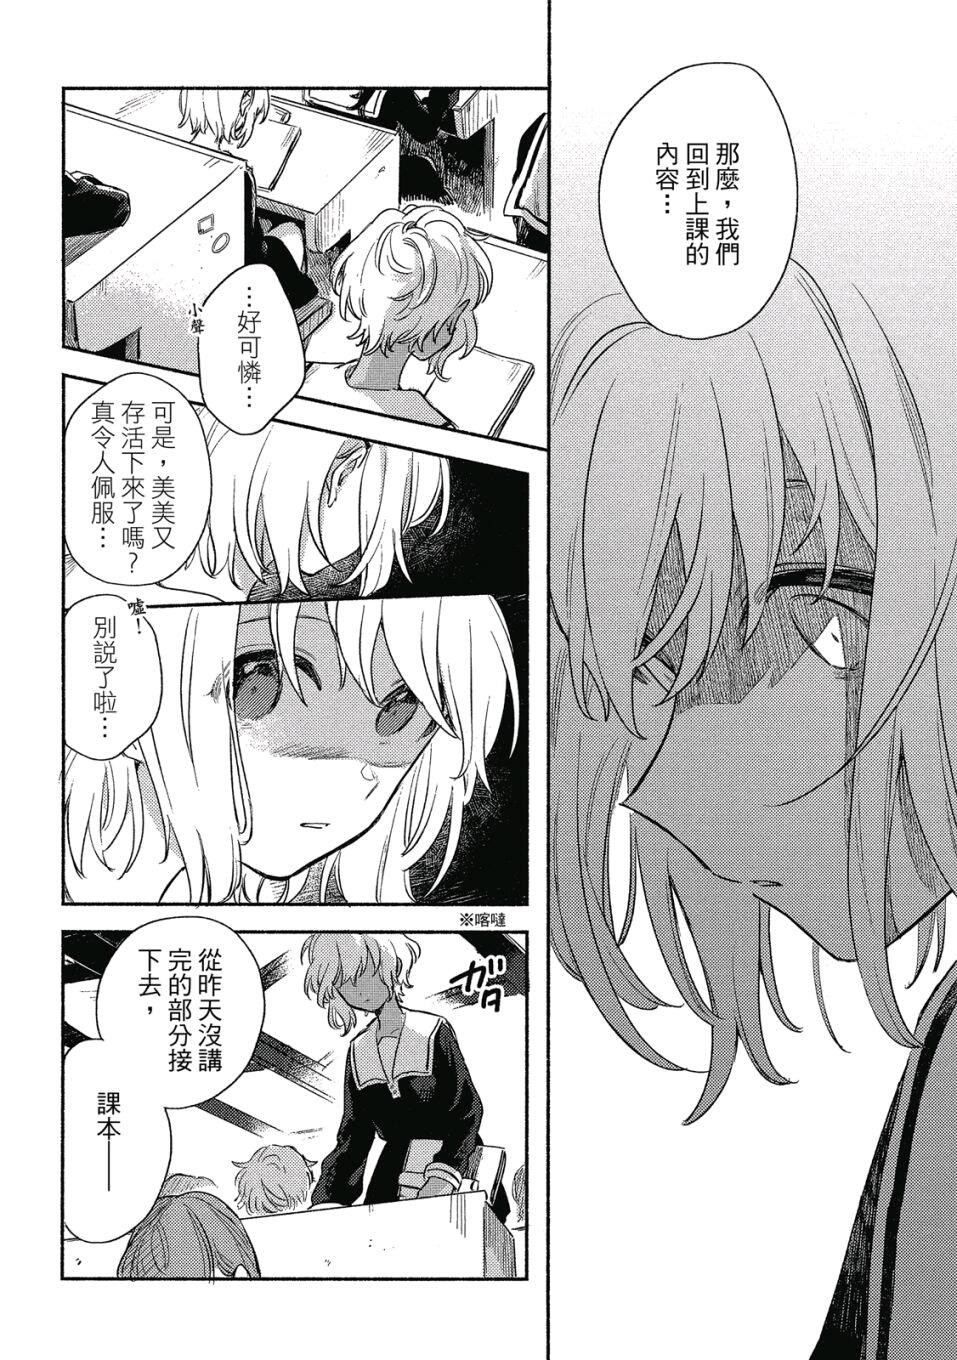 那麼，我們
回到上課的
內容…
…好可憐…
小聲
可是，美美又
存活下來了嗎？
真令人佩服…
噓！
別說了啦…
※喀噠
ガタ
從昨天沒講
完的部分接
下去，
課本——